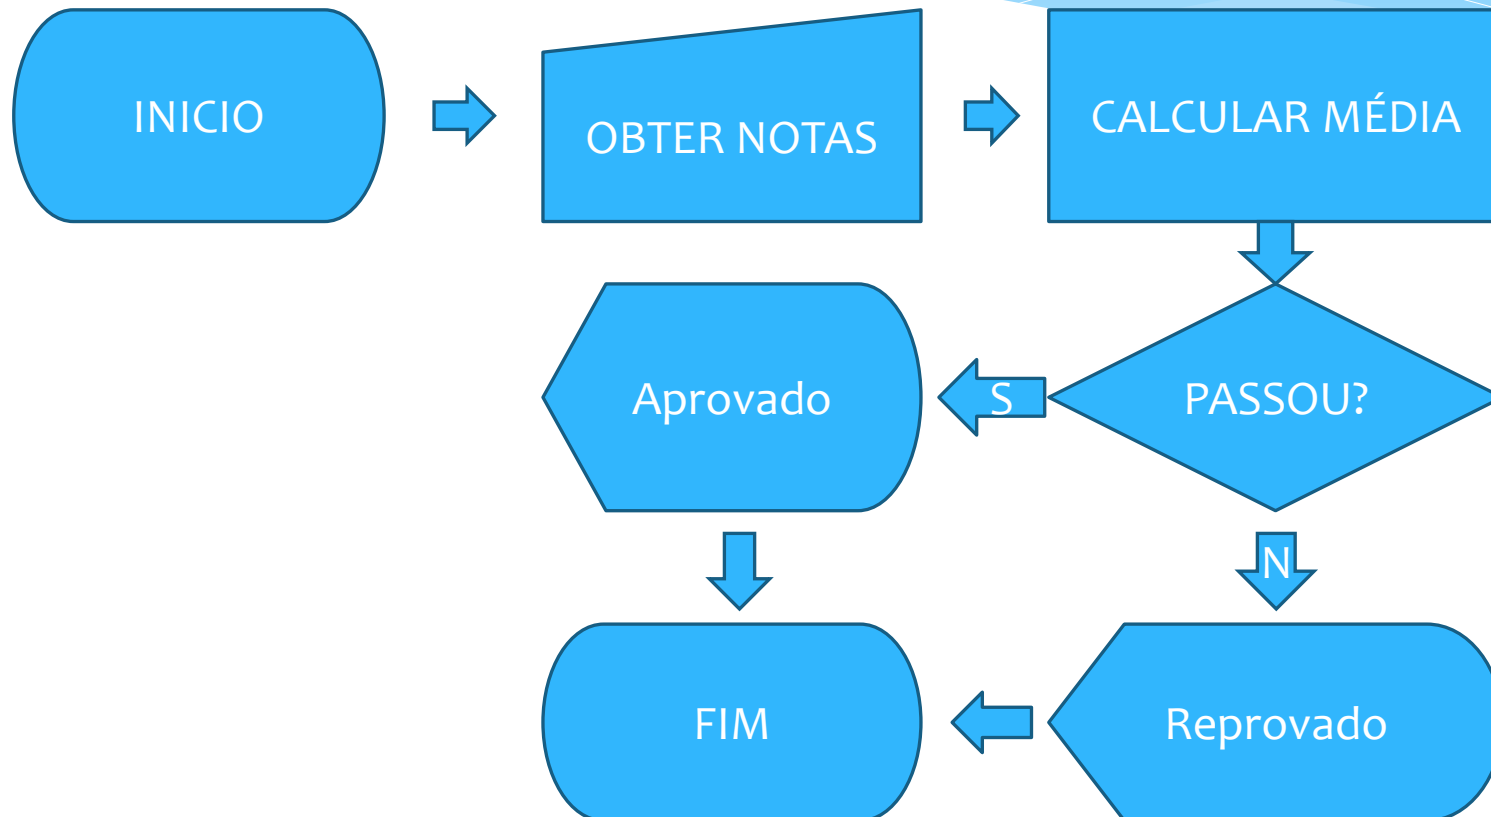 INICIO
OBTER NOTAS
CALCULAR MÉDIA
PASSOU?
S
Aprovado
N
Reprovado
FIM